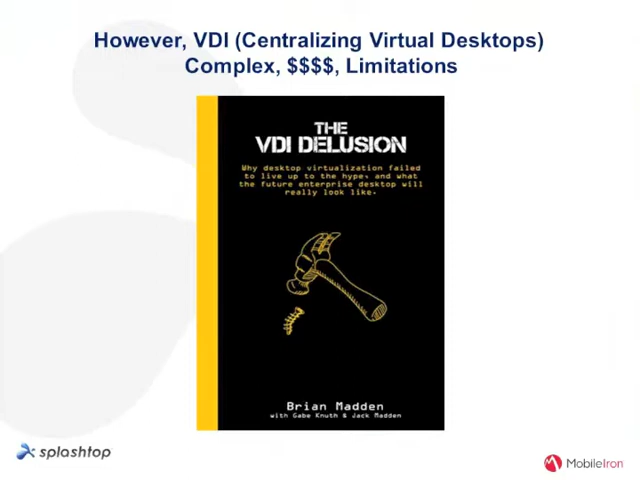 However, VDI (Centralizing Virtual Desktops)
Complex, $$$$, Limitations
THE
VDI DELUSION
Why desktop virtualization failed
to live up to the hype, and what
the future enterprise desktop will
really look like.
Brian Madden
with Gabe Knuth & Jack Madden
splashtop
MobileIron